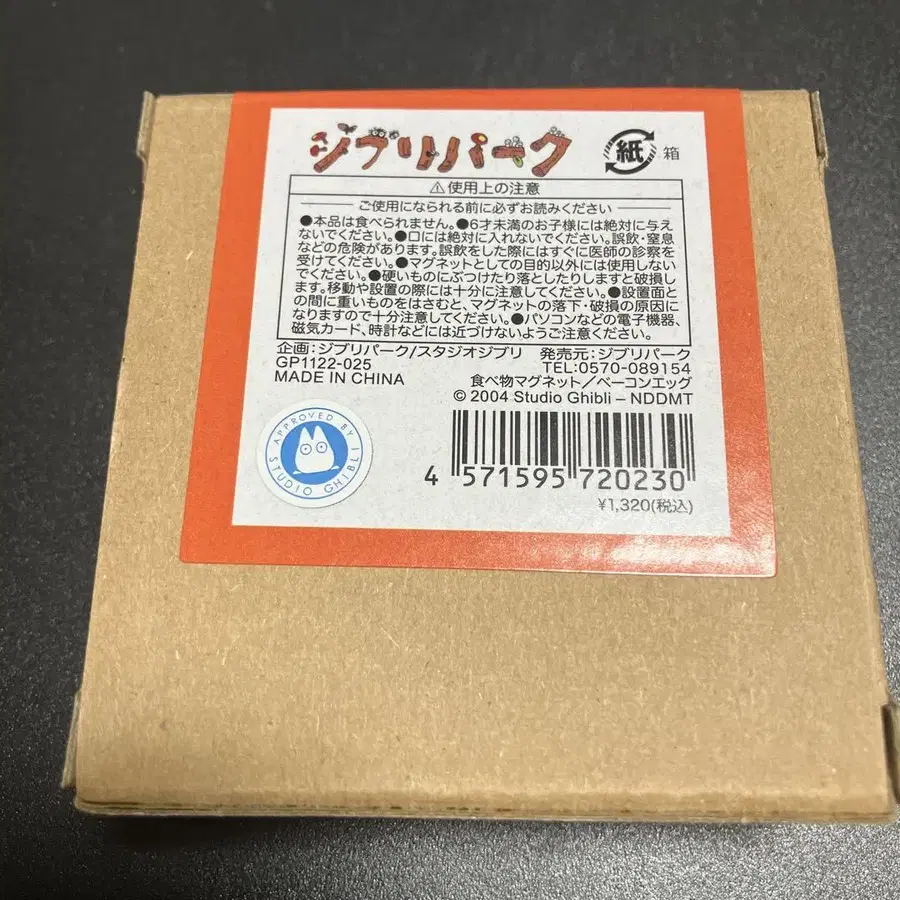 ジブリパーク
紙 箱
⚠使用上の注意
ご使用になられる前に必ずお読みください
●本品は食べられません。●6才未満のお子様には絶対に与え
ないでください。●口には絶対に入れないでください。誤飲・窒息
などの危険があります。誤飲をした際にはすぐに医師の診察を
受けてください。●マグネットとしての目的以外には使用しない
でください。●硬いものにぶつけたり落としたりしますと破損し
ます。移動や設置の際には十分に注意してください。●設置面と
の間に重いものをはさむと、マグネットの落下・破損の原因に
なりますので十分注意してください。●パソコンなどの電子機器、
磁気カード、時計などには近づけないようご注意ください。
企画:ジブリパーク/スタジオジブリ 発売元:ジブリパーク
GP1122-025 TEL:0570-089154
MADE IN CHINA 食べ物マグネット/ベーコンエッグ
© 2004 Studio Ghibli – NDDMT
APPROVED BY
STUDIO GHIBLI
4 571595 720230
¥1,320(税込)